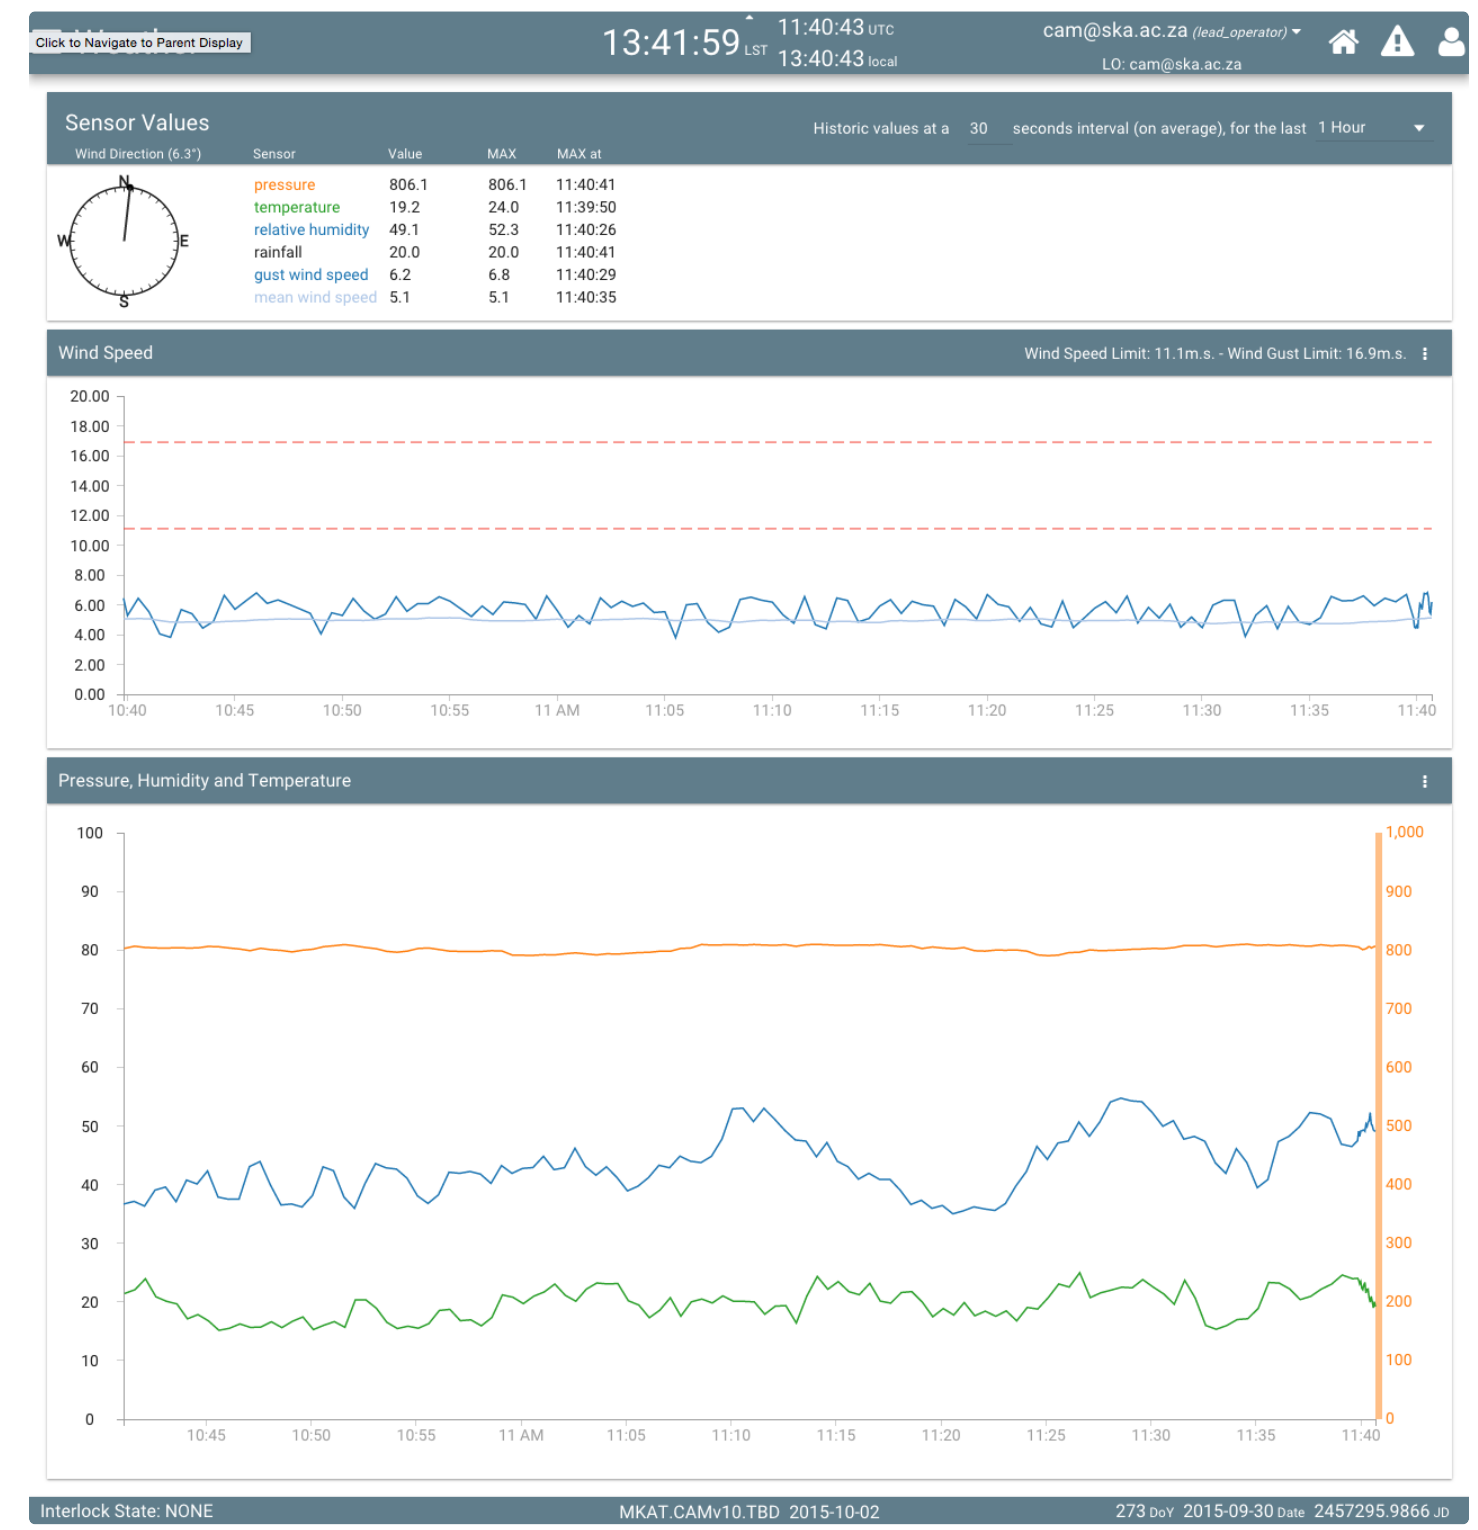 Click to Navigate to Parent Display
13:41:59 LST
11:40:43 UTC
13:40:43 local
cam@ska.ac.za (lead_operator)
LO: cam@ska.ac.za
Sensor Values
Historic values at a 30 seconds interval (on average), for the last 1 Hour
Wind Direction (6.3°) Sensor Value MAX MAX at
N
W
E
S
pressure 806.1 806.1 11:40:41
temperature 19.2 24.0 11:39:50
relative humidity 49.1 52.3 11:40:26
rainfall 20.0 20.0 11:40:41
gust wind speed 6.2 6.8 11:40:29
mean wind speed 5.1 5.1 11:40:35
Wind Speed
Wind Speed Limit: 11.1m.s. - Wind Gust Limit: 16.9m.s.
20.00
18.00
16.00
14.00
12.00
10.00
8.00
6.00
4.00
2.00
0.00
10:40 10:45 10:50 10:55 11 AM 11:05 11:10 11:15 11:20 11:25 11:30 11:35 11:40
Pressure, Humidity and Temperature
100 1,000
90 900
80 800
70 700
60 600
50 500
40 400
30 300
20 200
10 100
0 0
10:45 10:50 10:55 11 AM 11:05 11:10 11:15 11:20 11:25 11:30 11:35 11:40
Interlock State: NONE
MKAT.CAMv10.TBD 2015-10-02
273 DoY 2015-09-30 Date 2457295.9866 JD